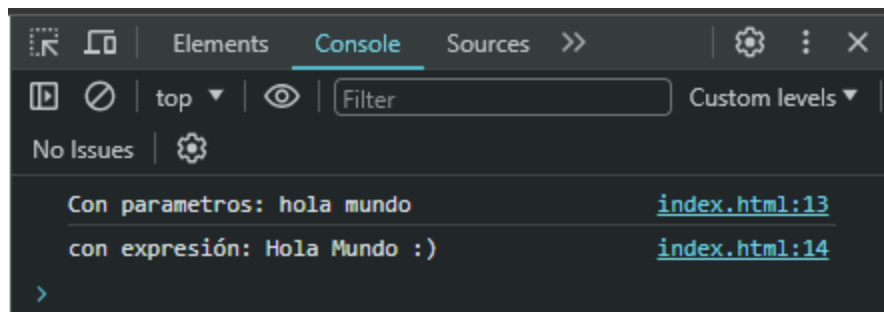 Elements Console Sources
top Filter Custom levels
No Issues
Con parametros: hola mundo index.html:13
con expresión: Hola Mundo :) index.html:14